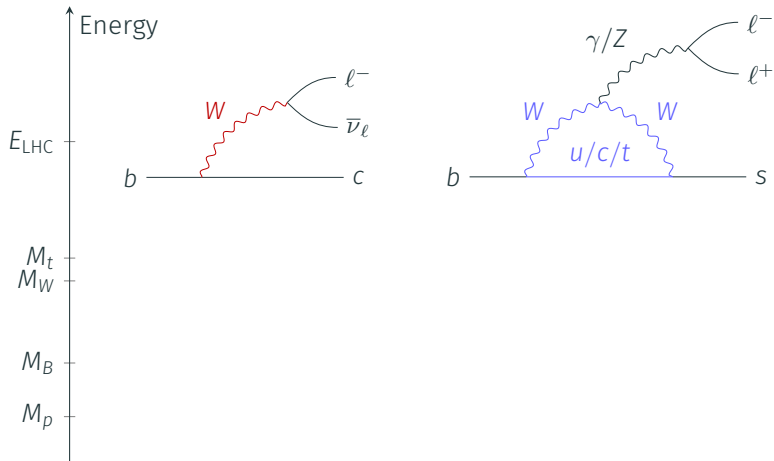 Energy
E_LHC
M_t
M_W
M_B
M_p
W
ℓ⁻
ν̅_ℓ
b
c
γ/Z
ℓ⁻
ℓ⁺
W
W
u/c/t
b
s